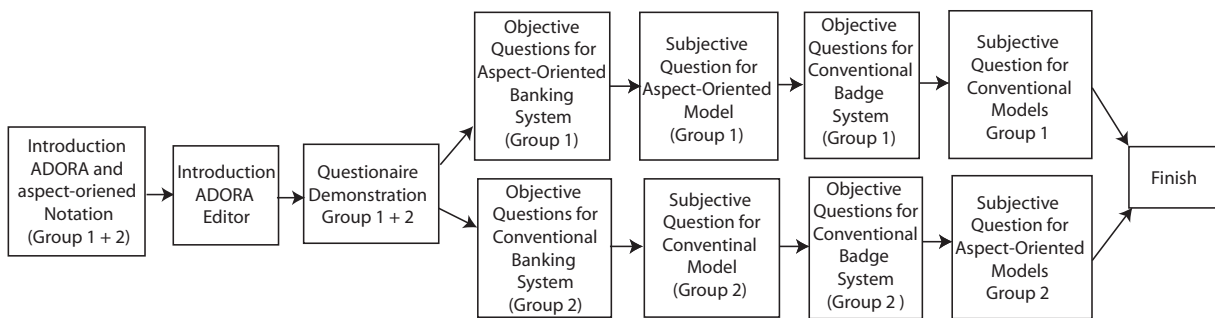 Introduction
ADORA and
aspect-oriened
Notation
(Group 1 + 2)
Introduction
ADORA
Editor
Questionaire
Demonstration
Group 1 + 2
Objective
Questions for
Aspect-Oriented
Banking
System
(Group 1)
Subjective
Question for
Aspect-Oriented
Model
(Group 1)
Objective
Questions for
Conventional
Badge
System
(Group 1)
Subjective
Question for
Conventional
Models
Group 1
Objective
Questions for
Conventional
Banking
System
(Group 2)
Subjective
Question for
Conventinal
Model
(Group 2)
Objective
Questions for
Conventional
Badge
System
(Group 2 )
Subjective
Question for
Aspect-Oriented
Models
Group 2
Finish